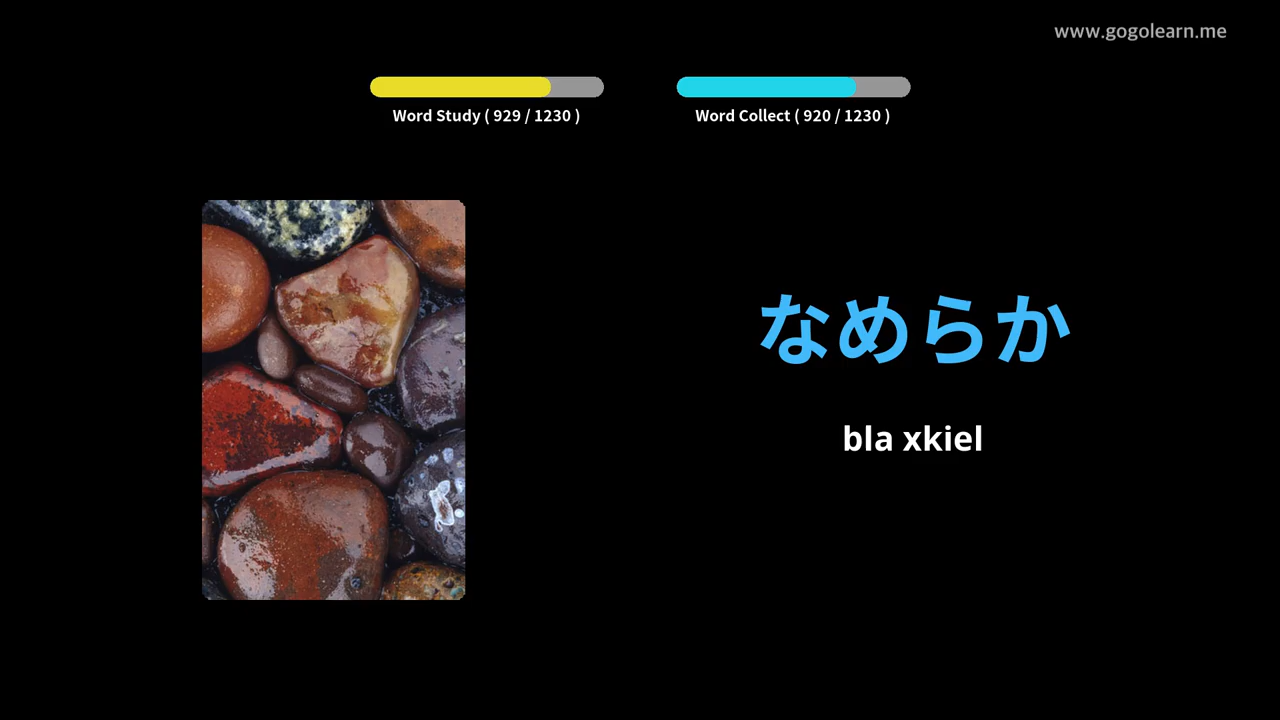 www.gogolearn.me
Word Study ( 929 / 1230 )
Word Collect ( 920 / 1230 )
なめらか
bla xkiel